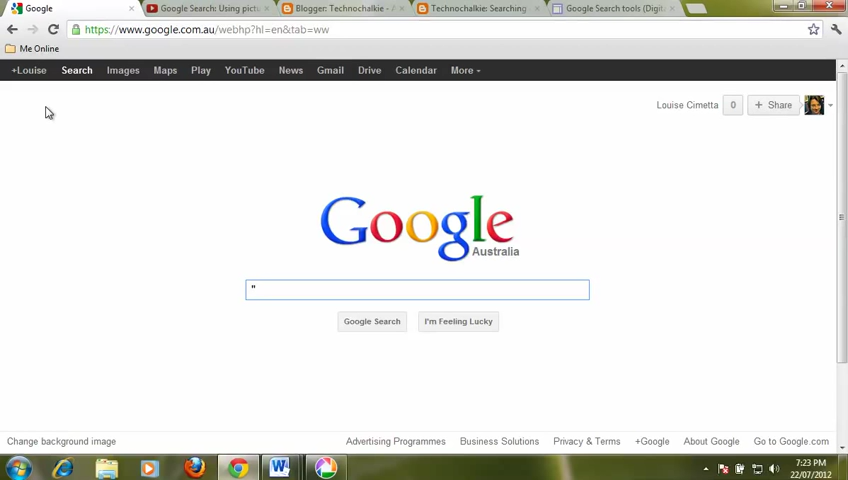 Google
Google Search: Using pictu
Blogger: Technochalkie - A
Technochalkie: Searching
Google Search tools (Digita
https://www.google.com.au/webhp?hl=en&tab=ww
Me Online
+Louise Search Images Maps Play YouTube News Gmail Drive Calendar More
Louise Cimetta 0 + Share
Google
Australia
"
Google Search I'm Feeling Lucky
Change background image Advertising Programmes Business Solutions Privacy & Terms +Google About Google Go to Google.com
7:23 PM
22/07/2012